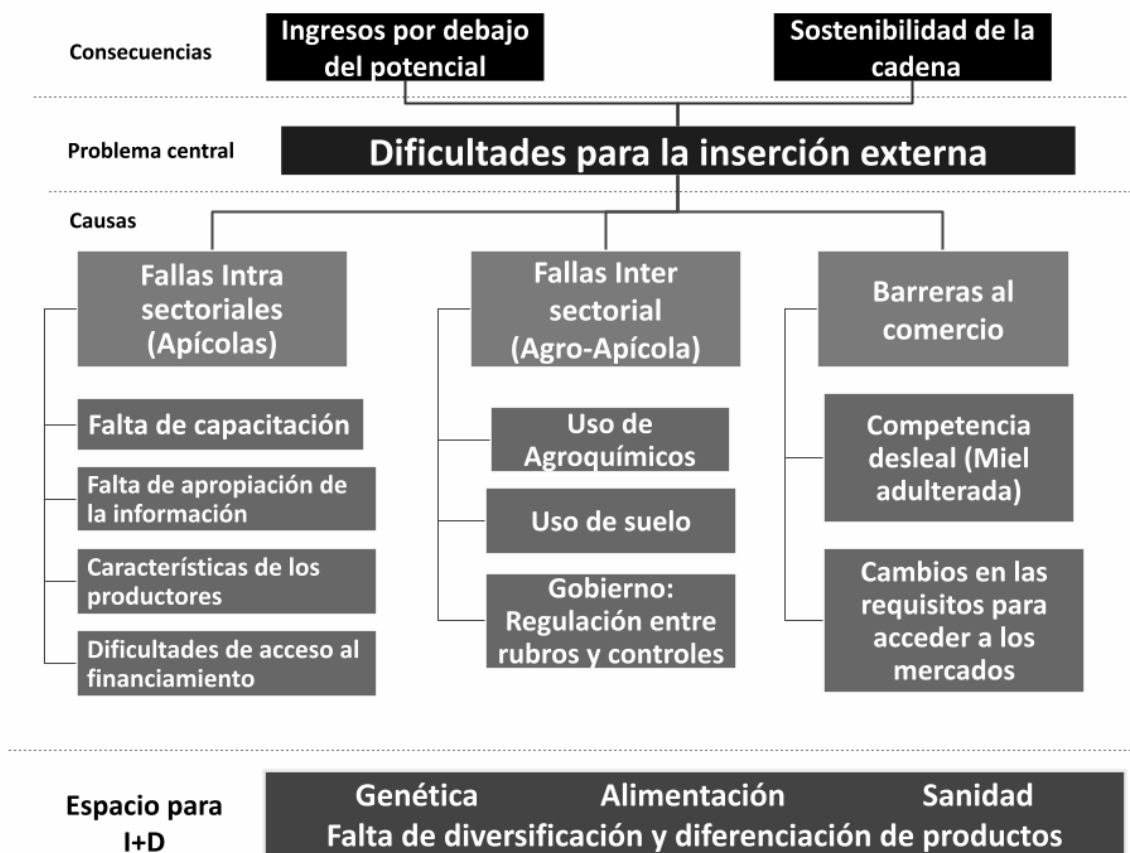 Consecuencias
Ingresos por debajo
del potencial
Sostenibilidad de la
cadena
Problema central
Dificultades para la inserción externa
Causas
Fallas Intra
sectoriales
(Apícolas)
Falta de capacitación
Falta de apropiación de
la información
Características de los
productores
Dificultades de acceso al
financiamiento
Fallas Inter
sectorial
(Agro-Apícola)
Uso de
Agroquímicos
Uso de suelo
Gobierno:
Regulación entre
rubros y controles
Barreras al
comercio
Competencia
desleal (Miel
adulterada)
Cambios en las
requisitos para
acceder a los
mercados
Espacio para
I+D
Genética Alimentación Sanidad
Falta de diversificación y diferenciación de productos